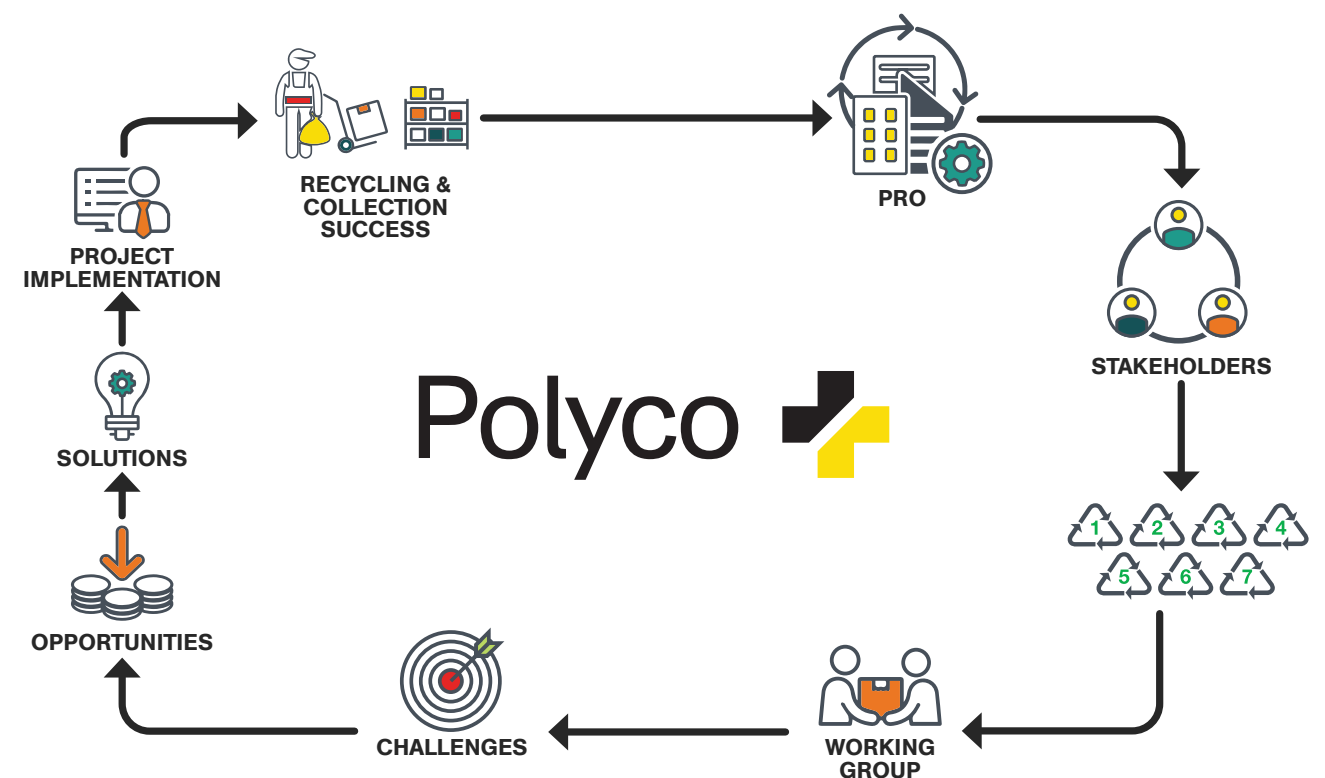 RECYCLING &
COLLECTION
SUCCESS
PRO
STAKEHOLDERS
1 2 3 4
5 6 7
WORKING
GROUP
CHALLENGES
OPPORTUNITIES
SOLUTIONS
PROJECT
IMPLEMENTATION
Polyco